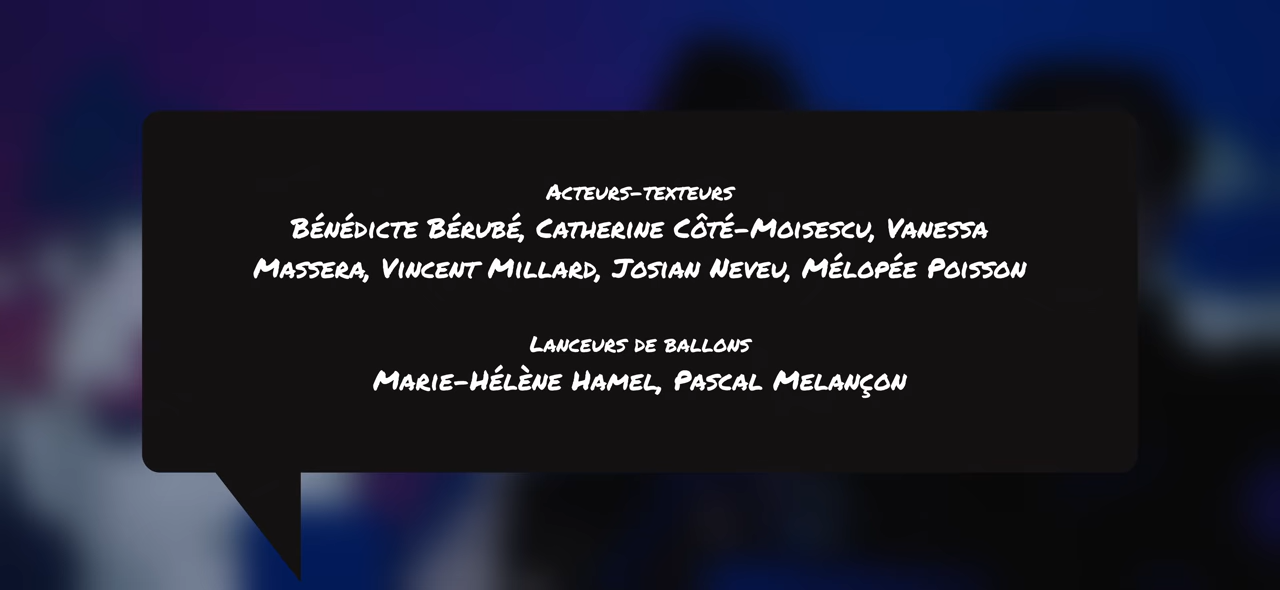 Acteurs-texteurs
Bénédicte Bérubé, Catherine Côté-Moisescu, Vanessa
Massera, Vincent Millard, Josian Neveu, Mélopée Poisson
Lanceurs de ballons
Marie-Hélène Hamel, Pascal Melançon